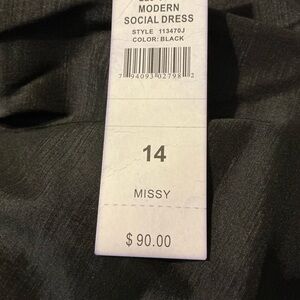 MODERN
SOCIAL DRESS
STYLE 113470J
COLOR: BLACK
7 94093 02798 2
14
MISSY
$ 90.00